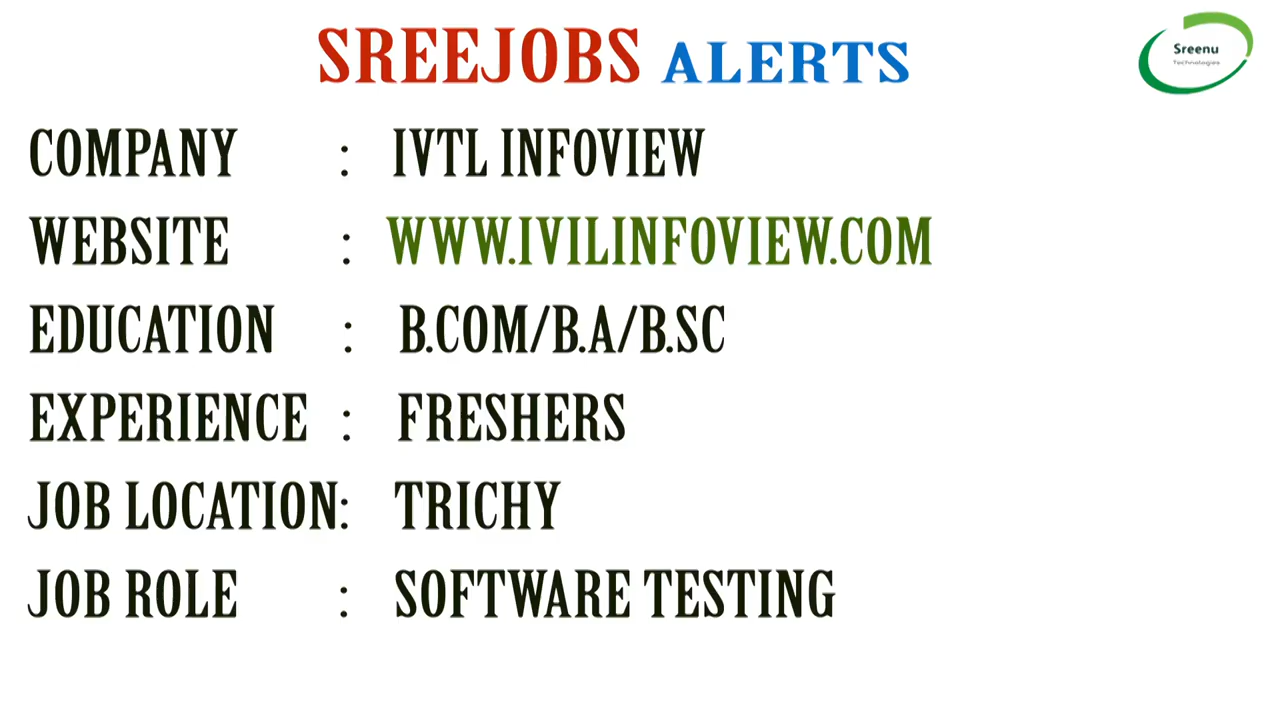 SREEJOBS ALERTS
Sreenu
Technologies
COMPANY : IVTL INFOVIEW
WEBSITE : WWW.IVILINFOVIEW.COM
EDUCATION : B.COM/B.A/B.SC
EXPERIENCE : FRESHERS
JOB LOCATION: TRICHY
JOB ROLE : SOFTWARE TESTING